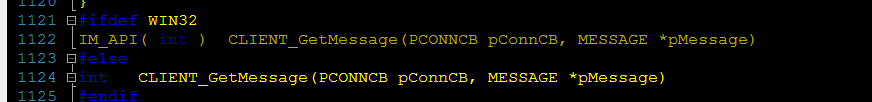 1120 }
1121 #ifdef WIN32
1122 IM_API( int )  CLIENT_GetMessage(PCONNCB pConnCB, MESSAGE *pMessage)
1123 #else
1124 int   CLIENT_GetMessage(PCONNCB pConnCB, MESSAGE *pMessage)
1125 #endif